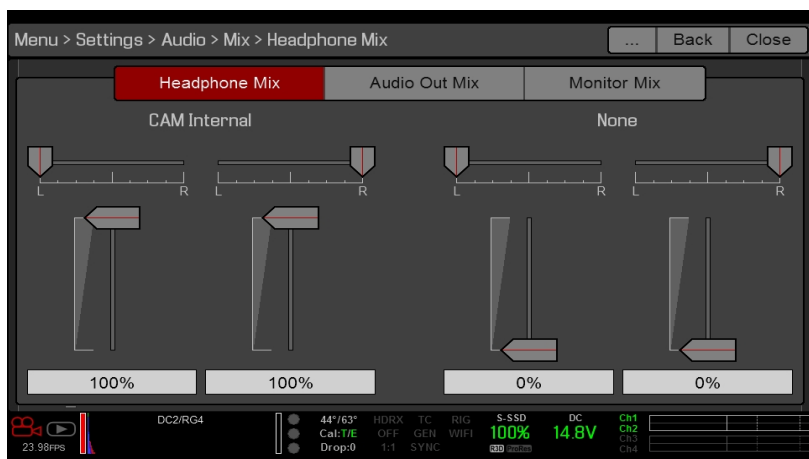 Menu > Settings > Audio > Mix > Headphone Mix ... Back Close
Headphone Mix Audio Out Mix Monitor Mix
CAM Internal None
L R L R L R L R
100% 100% 0% 0%
DC2/RG4 44°/63° HDRX TC RIG S-SSD DC Ch1
Cal:T/E OFF GEN WIFI 100% 14.8V Ch2
23.98FPS Drop:0 1:1 SYNC R3D ProRes Ch3
Ch4